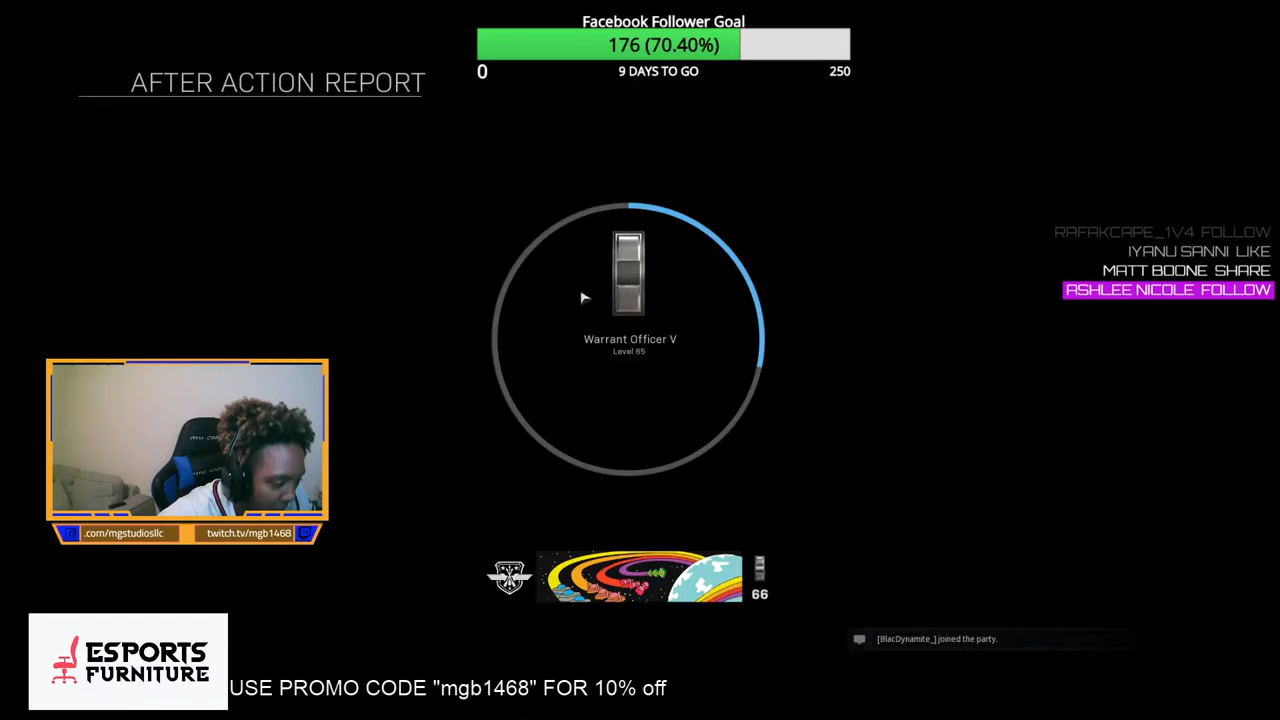 Facebook Follower Goal
176 (70.40%)
0
9 DAYS TO GO
250
AFTER ACTION REPORT
RAFAKCAPE_1V4 FOLLOW
IYANU SANNI LIKE
MATT BOONE SHARE
ASHLEE NICOLE FOLLOW
Warrant Officer V
Level 65
.com/mgstudiosllc
twitch.tv/mgb1468
66
[BlacDynamite_] joined the party.
ESPORTS
FURNITURE
USE PROMO CODE "mgb1468" FOR 10% off